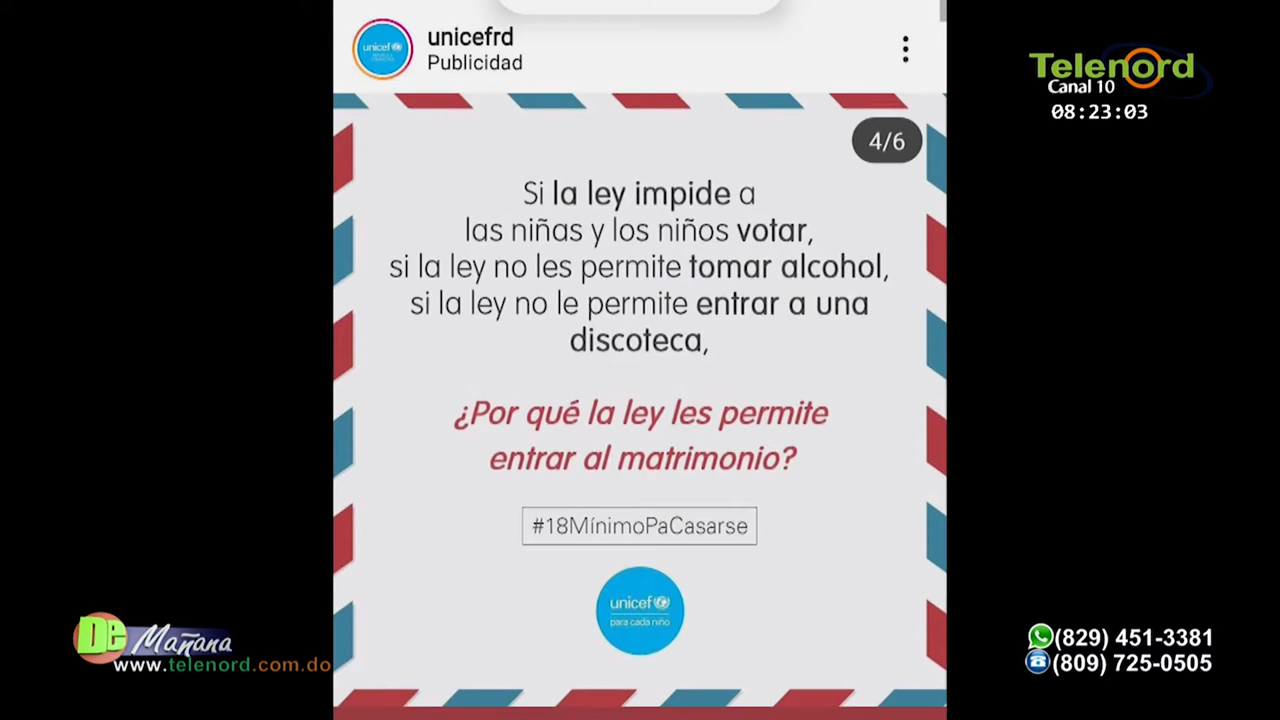 unicefrd
Publicidad
unicef
4/6
Si la ley impide a
las niñas y los niños votar,
si la ley no les permite tomar alcohol,
si la ley no le permite entrar a una
discoteca,
¿Por qué la ley les permite
entrar al matrimonio?
#18MínimoPaCasarse
unicef
para cada niño
Telenord
Canal 10
08:23:03
De Mañana
www.telenord.com.do
(829) 451-3381
(809) 725-0505